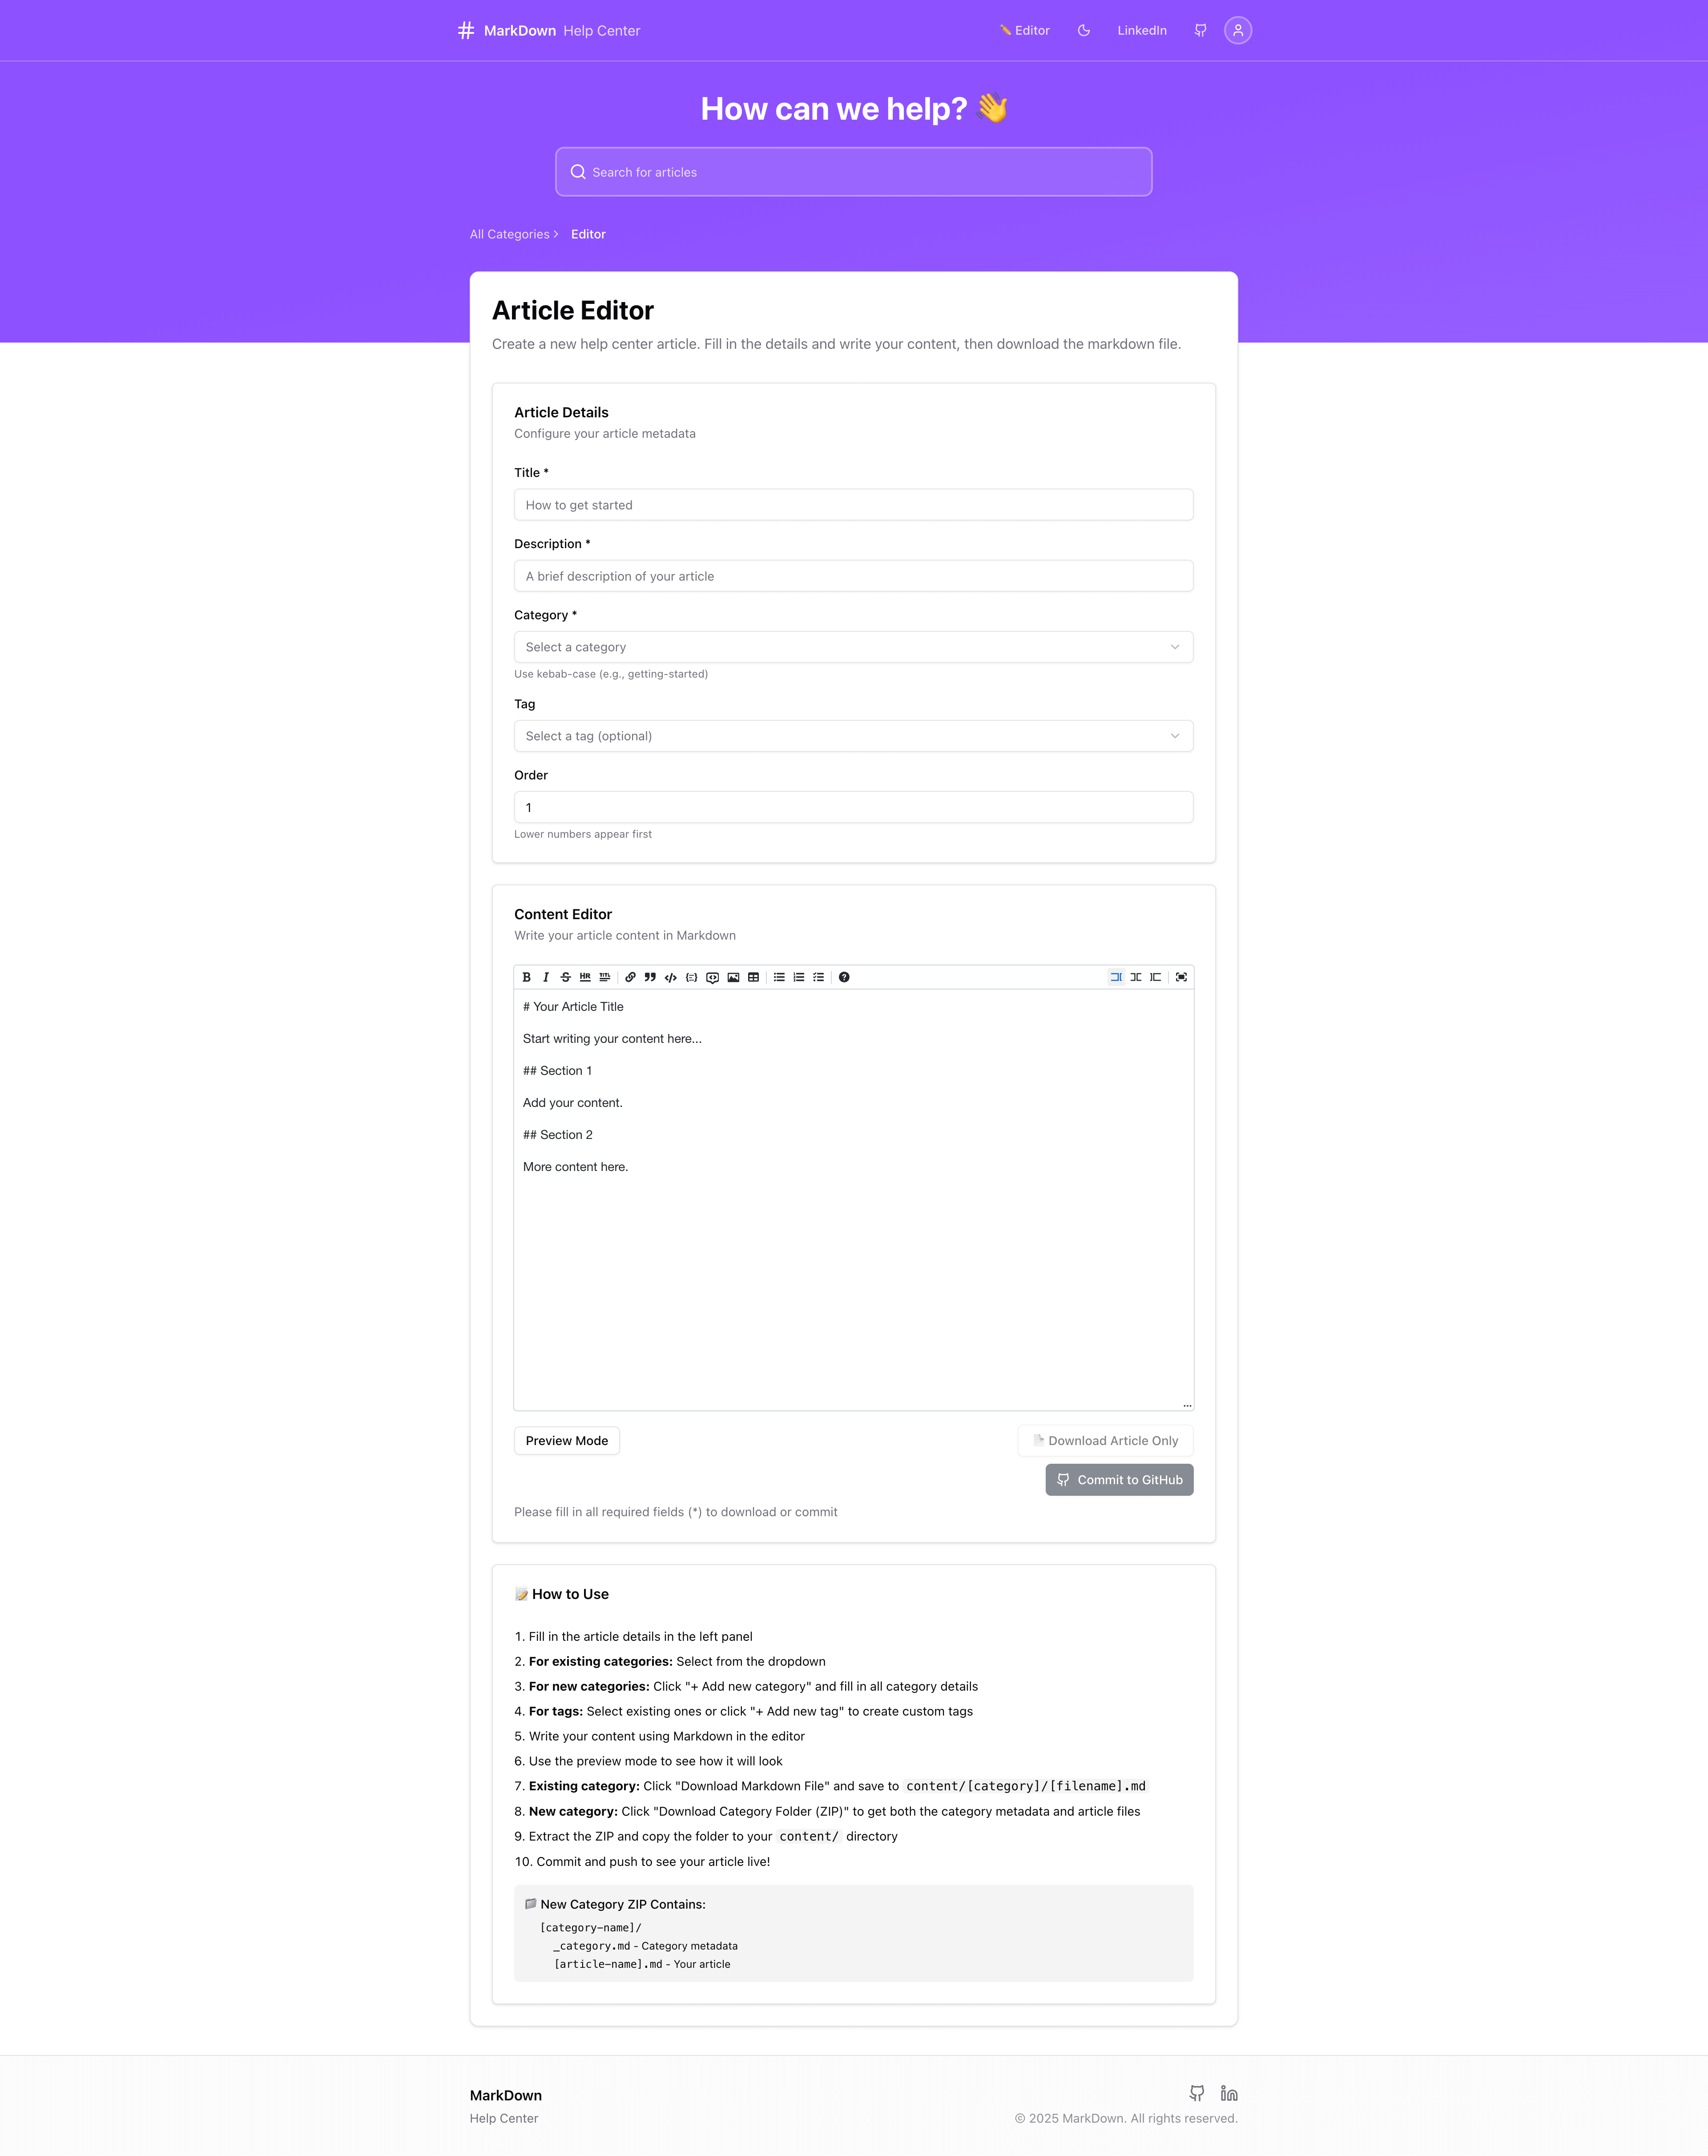 MarkDown Help Center
✏️ Editor
LinkedIn
How can we help? 👋
Search for articles
All Categories > Editor
Article Editor
Create a new help center article. Fill in the details and write your content, then download the markdown file.
Article Details
Configure your article metadata
Title *
How to get started
Description *
A brief description of your article
Category *
Select a category
Use kebab-case (e.g., getting-started)
Tag
Select a tag (optional)
Order
1
Lower numbers appear first
Content Editor
Write your article content in Markdown
# Your Article Title
Start writing your content here...
## Section 1
Add your content.
## Section 2
More content here.
Preview Mode
Download Article Only
Commit to GitHub
Please fill in all required fields (*) to download or commit
📝 How to Use
1. Fill in the article details in the left panel
2. For existing categories: Select from the dropdown
3. For new categories: Click "+ Add new category" and fill in all category details
4. For tags: Select existing ones or click "+ Add new tag" to create custom tags
5. Write your content using Markdown in the editor
6. Use the preview mode to see how it will look
7. Existing category: Click "Download Markdown File" and save to content/[category]/[filename].md
8. New category: Click "Download Category Folder (ZIP)" to get both the category metadata and article files
9. Extract the ZIP and copy the folder to your content/ directory
10. Commit and push to see your article live!
📁 New Category ZIP Contains:
[category-name]/
_category.md - Category metadata
[article-name].md - Your article
MarkDown
Help Center
© 2025 MarkDown. All rights reserved.